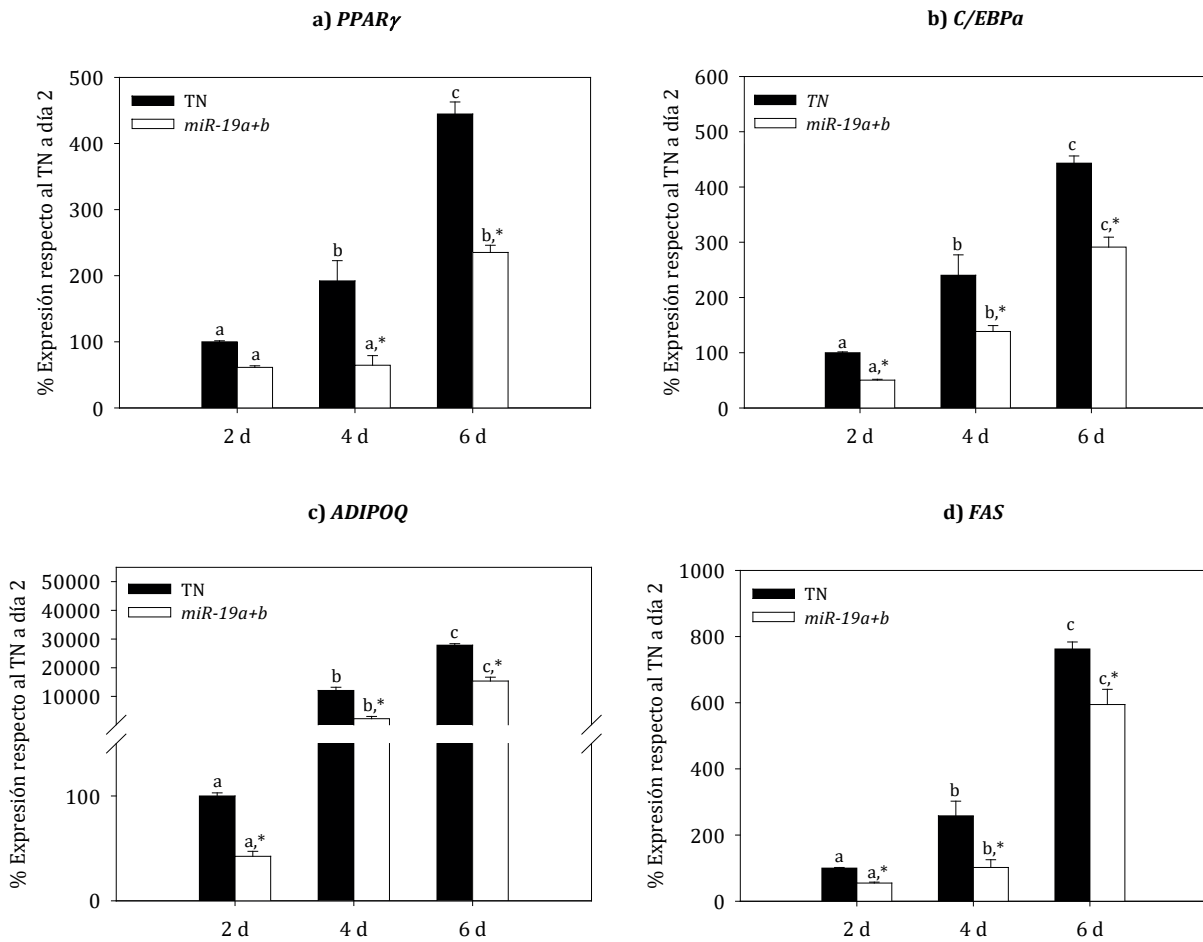 a) PPARγ
% Expresión respecto al TN a día 2
500
400
300
200
100
0
TN
miR-19a+b
a
a
b
a,*
c
b,*
2 d
4 d
6 d
b) C/EBPa
% Expresión respecto al TN a día 2
600
500
400
300
200
100
0
TN
miR-19a+b
a
a,*
b
b,*
c
c,*
2 d
4 d
6 d
c) ADIPOQ
% Expresión respecto al TN a día 2
50000
40000
30000
20000
10000
100
0
TN
miR-19a+b
a
a,*
b
b,*
c
c,*
2 d
4 d
6 d
d) FAS
% Expresión respecto al TN a día 2
1000
800
600
400
200
0
TN
miR-19a+b
a
a,*
b
b,*
c
c,*
2 d
4 d
6 d